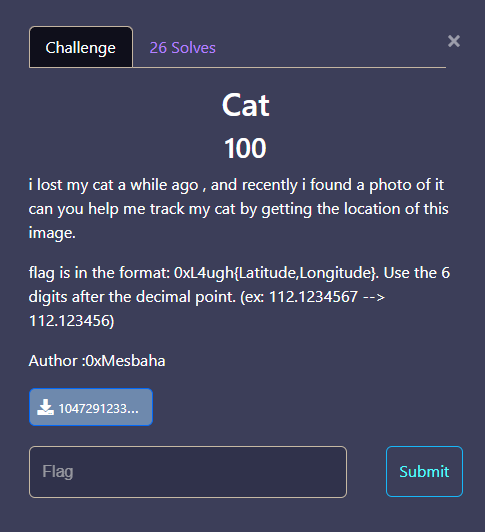 Challenge
26 Solves
×
Cat
100
i lost my cat a while ago , and recently i found a photo of it
can you help me track my cat by getting the location of this
image.
flag is in the format: 0xL4ugh{Latitude,Longitude}. Use the 6
digits after the decimal point. (ex: 112.1234567 -->
112.123456)
Author :0xMesbaha
1047291233...
Flag
Submit